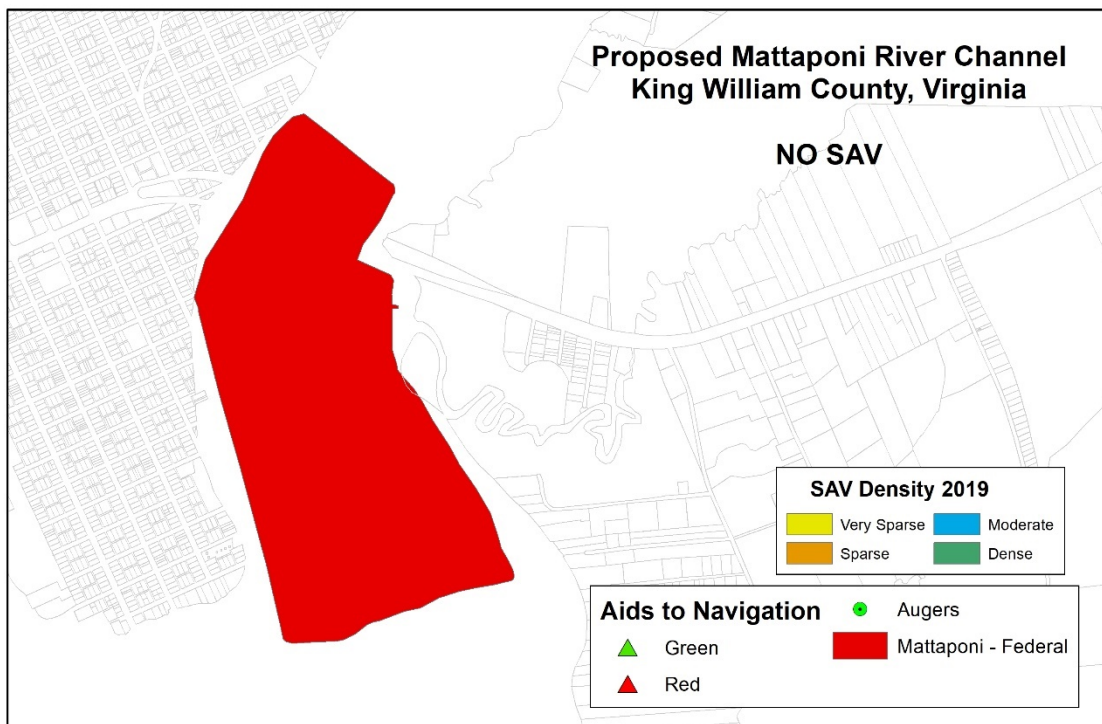 Proposed Mattaponi River Channel
King William County, Virginia
NO SAV
SAV Density 2019
Very Sparse
Moderate
Sparse
Dense
Aids to Navigation
Augers
Green
Mattaponi - Federal
Red